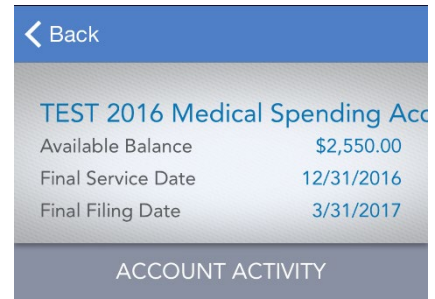 Back
TEST 2016 Medical Spending Acc
Available Balance $2,550.00
Final Service Date 12/31/2016
Final Filing Date 3/31/2017
ACCOUNT ACTIVITY